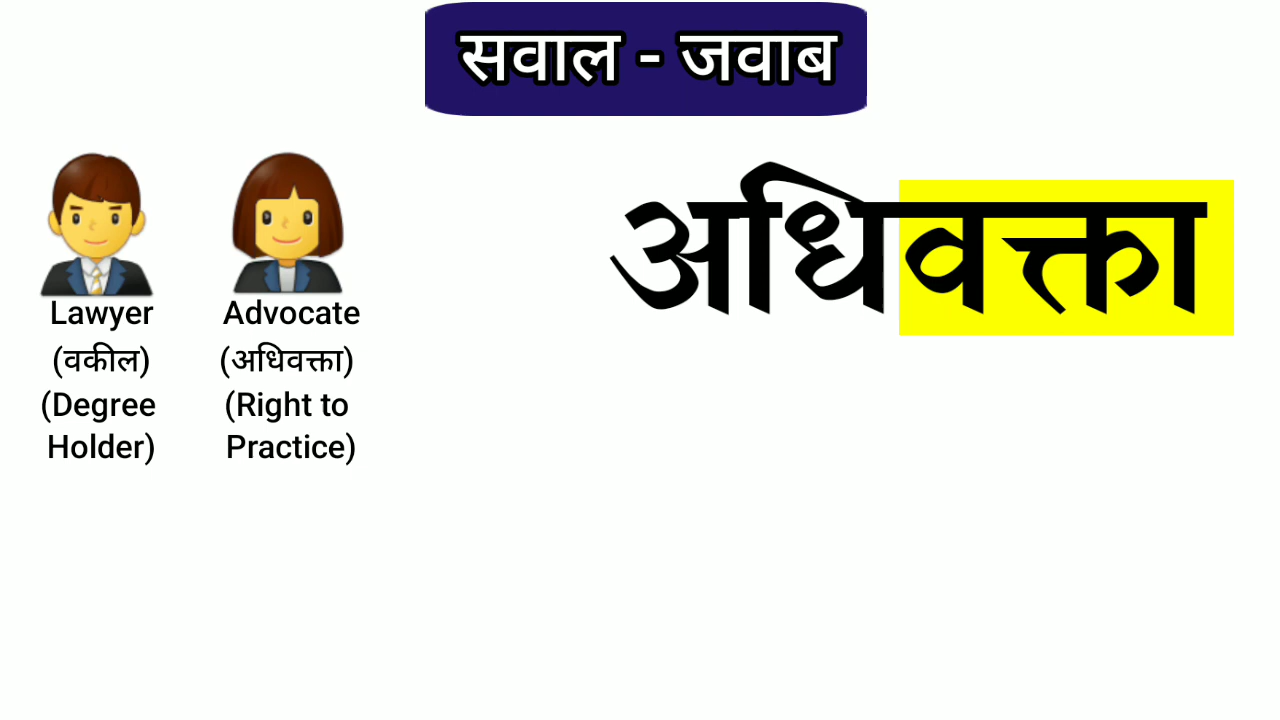 सवाल - जवाब
अधिवक्ता
Lawyer
(वकील)
(Degree
Holder)
Advocate
(अधिवक्ता)
(Right to
Practice)